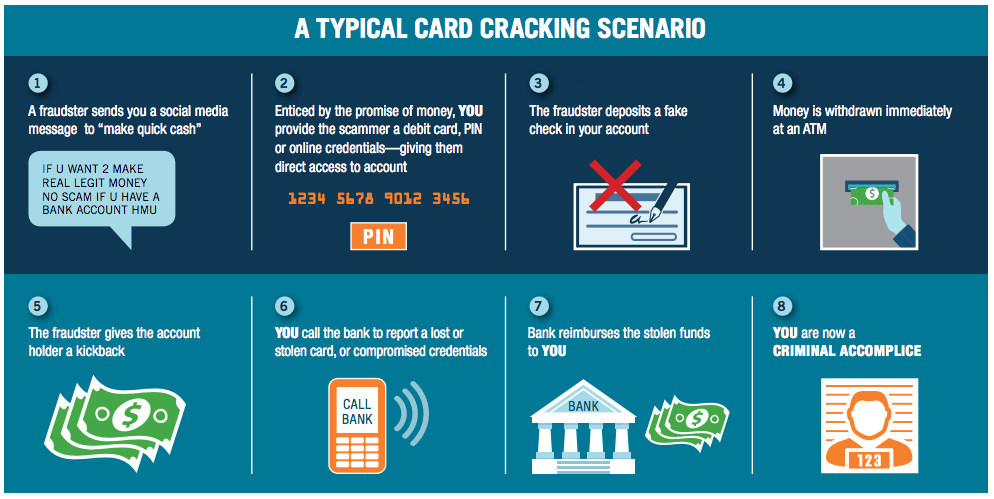 A TYPICAL CARD CRACKING SCENARIO
1
A fraudster sends you a social media
message to “make quick cash”
IF U WANT 2 MAKE
REAL LEGIT MONEY
NO SCAM IF U HAVE A
BANK ACCOUNT HMU
2
Enticed by the promise of money, YOU
provide the scammer a debit card, PIN
or online credentials—giving them
direct access to account
1234 5678 9012 3456
PIN
3
The fraudster deposits a fake
check in your account
4
Money is withdrawn immediately
at an ATM
$
5
The fraudster gives the account
holder a kickback
$
6
YOU call the bank to report a lost or
stolen card, or compromised credentials
CALL
BANK
7
Bank reimburses the stolen funds
to YOU
BANK
$
8
YOU are now a
CRIMINAL ACCOMPLICE
123